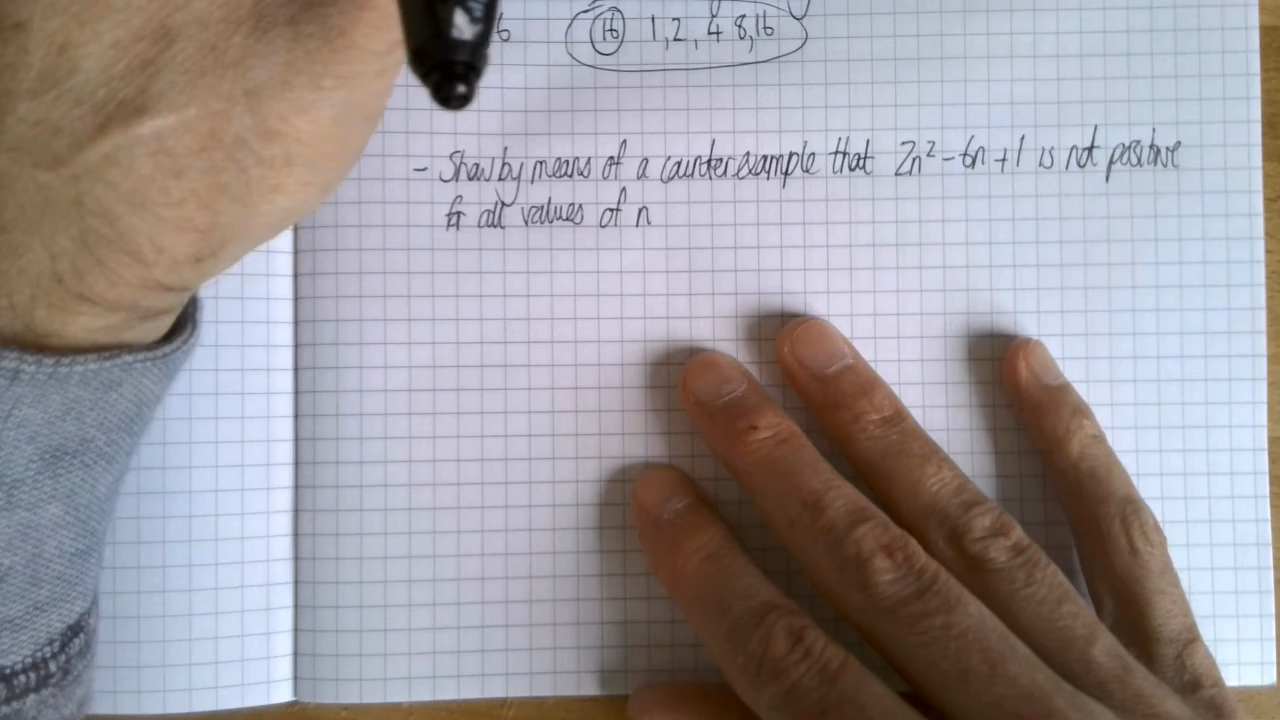 6 16 1,2,4 8,16
- Show by means of a counter example that 2n² - 6n + 1 is not positive
for all values of n